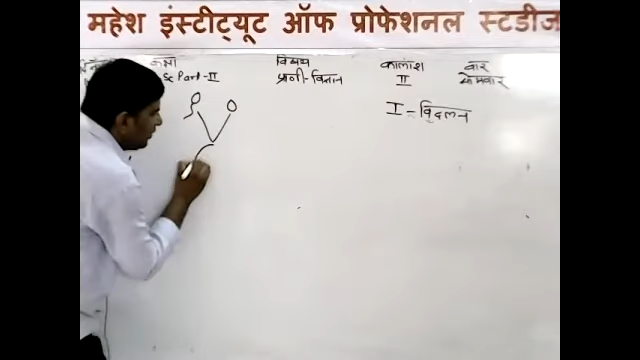 महेश इंस्टीट्यूट ऑफ प्रोफेशनल स्टडीज
कक्षा विषय कालांश वार
Sc Part-II प्राणी-विज्ञान II सोमवार
I - विदलन